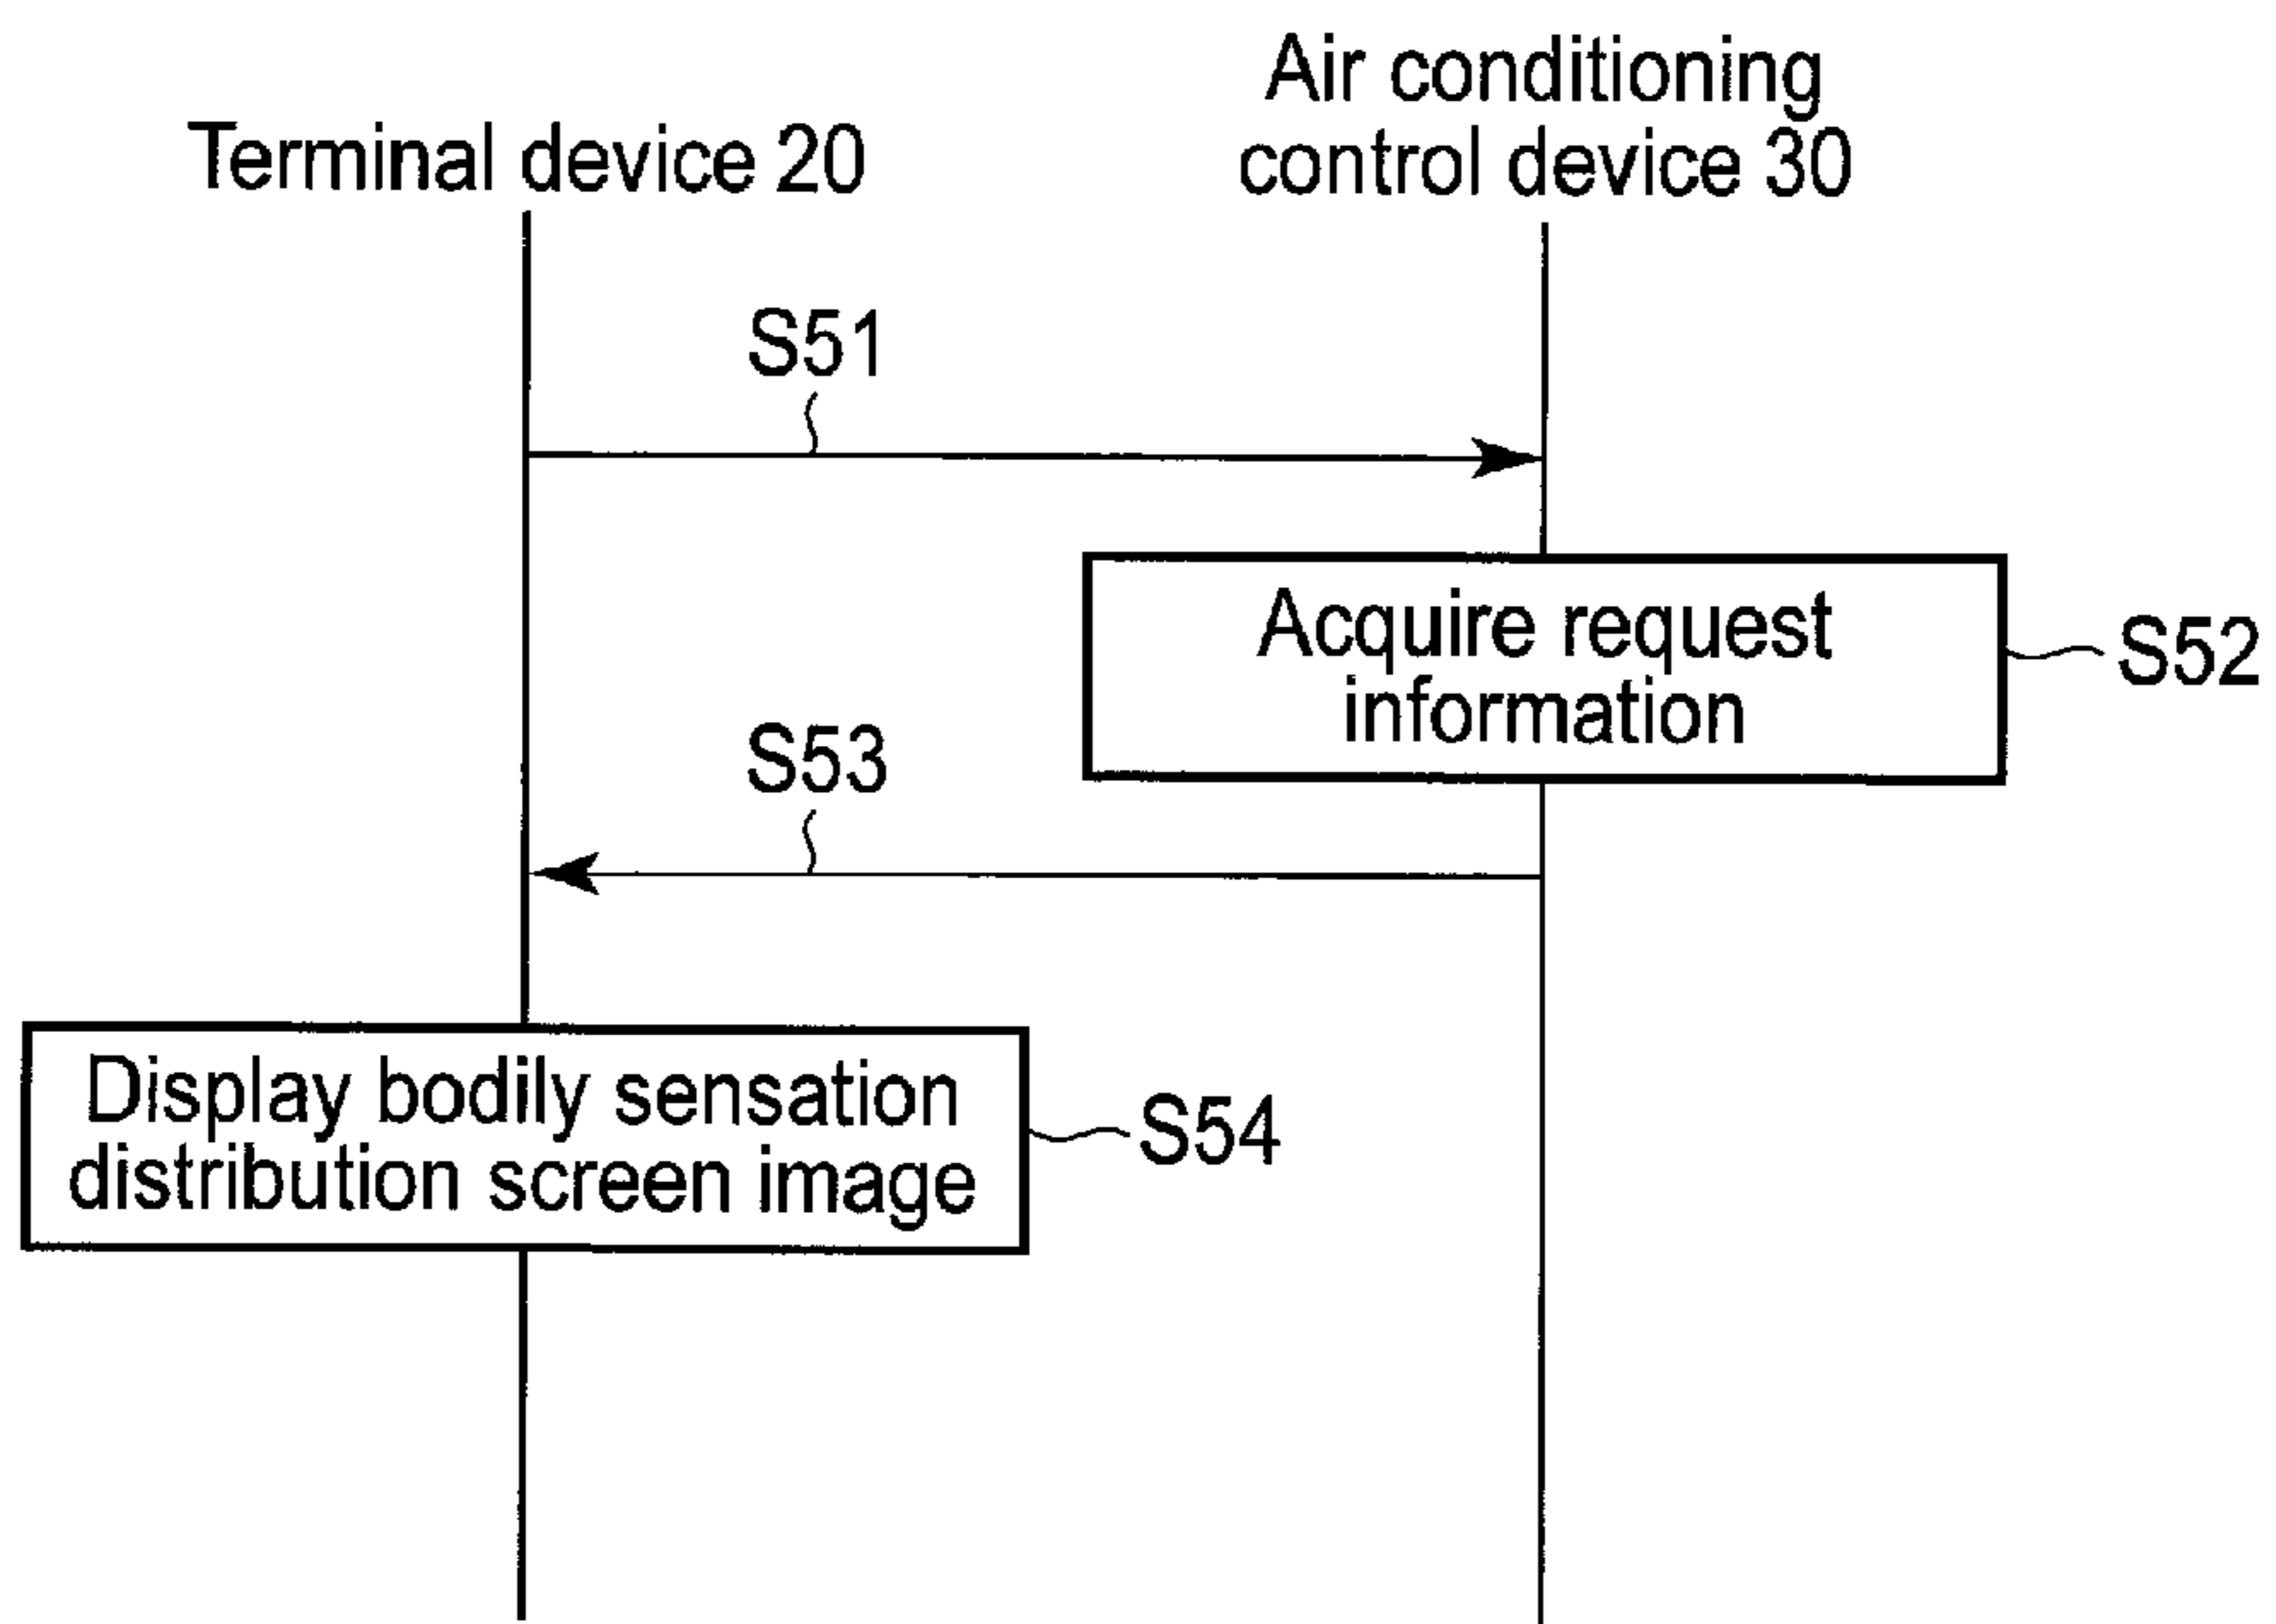 Air conditioning
Terminal device 20
control device 30
S51
Acquire request
information
S52
S53
Display bodily sensation
distribution screen image
S54